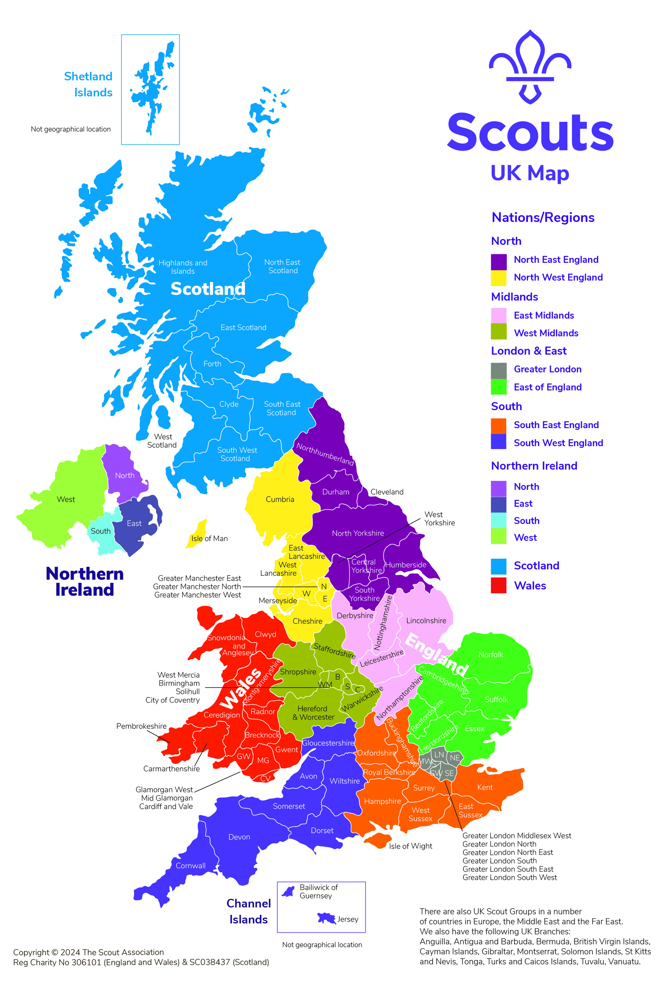 Shetland
Islands
Not geographical location
Scouts
UK Map
Nations/Regions
North
North East England
North West England
Midlands
East Midlands
West Midlands
London & East
Greater London
East of England
South
South East England
South West England
Northern Ireland
North
East
South
West
Scotland
Wales
Highlands and
Islands
North East
Scotland
Scotland
East Scotland
Forth
Clyde
South East
Scotland
West
Scotland
South West
Scotland
North
West
South
East
Northern
Ireland
Northhumberland
Durham
Cleveland
Cumbria
West
Yorkshire
North Yorkshire
Isle of Man
East
Lancashire
West
Lancashire
Central
Yorkshire
Humberside
Greater Manchester East
Greater Manchester North
Greater Manchester West
N
W
E
Merseyside
South
Yorkshire
Cheshire
Derbyshire
Nottinghamshire
Lincolnshire
England
Snowdonia
and
Anglesey
Clwyd
Staffordshire
Leicestershire
Norfolk
Shropshire
Montgomeryshire
Wales
West Mercia
Birmingham
Solihull
City of Coventry
B
WM
S
C
Warwickshire
Northamptonshire
Cambridgeshire
Suffolk
Hereford
& Worcester
Radnor
Ceredigion
Bedfordshire
Essex
Hertfordshire
Pembrokeshire
Brecknock
Gwent
Gloucestershire
Buckinghamshire
Oxfordshire
Carmarthenshire
GW
MG
CV
LN
NE
MW
S
SW
SE
Glamorgan West
Mid Glamorgan
Cardiff and Vale
Avon
Wiltshire
Royal Berkshire
Surrey
Kent
Somerset
Hampshire
West
Sussex
East
Sussex
Devon
Dorset
Isle of Wight
Cornwall
Greater London Middlesex West
Greater London North
Greater London North East
Greater London South
Greater London South East
Greater London South West
Channel
Islands
Bailiwick of
Guernsey
Jersey
Not geographical location
There are also UK Scout Groups in a number
of countries in Europe, the Middle East and the Far East.
We also have the following UK Branches:
Anguilla, Antigua and Barbuda, Bermuda, British Virgin Islands,
Cayman Islands, Gibraltar, Montserrat, Solomon Islands, St Kitts
and Nevis, Tonga, Turks and Caicos Islands, Tuvalu, Vanuatu.
Copyright © 2024 The Scout Association
Reg Charity No 306101 (England and Wales) & SC038437 (Scotland)